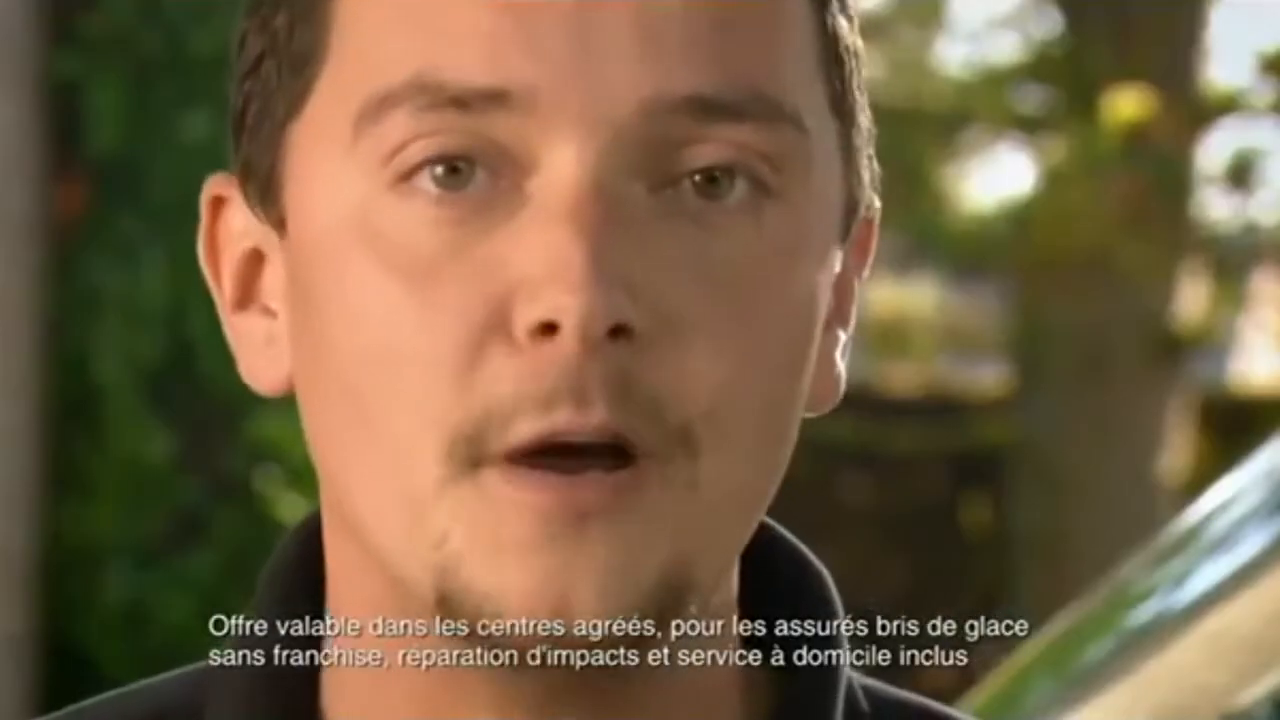 Offre valable dans les centres agréés, pour les assurés bris de glace
sans franchise, réparation d'impacts et service à domicile inclus